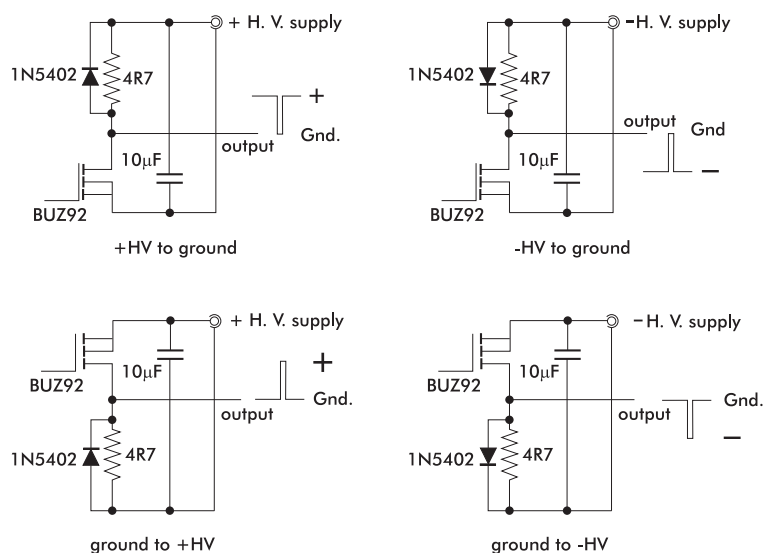 + H. V. supply
1N5402
4R7
+
output
Gnd.
10µF
BUZ92
+HV to ground
−H. V. supply
1N5402
4R7
output
Gnd
10µF
−
BUZ92
-HV to ground
+ H. V. supply
10µF
+
BUZ92
output
Gnd.
1N5402
4R7
ground to +HV
−H. V. supply
10µF
BUZ92
output
Gnd.
−
1N5402
4R7
ground to -HV